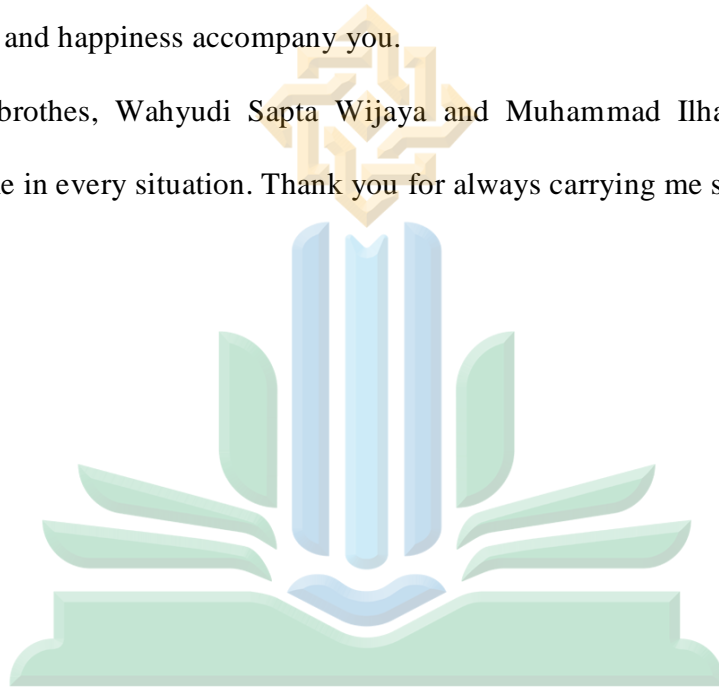 and happiness accompany you.
brothes, Wahyudi Sapta Wijaya and Muhammad
in every situation. Thank you for always carrying me